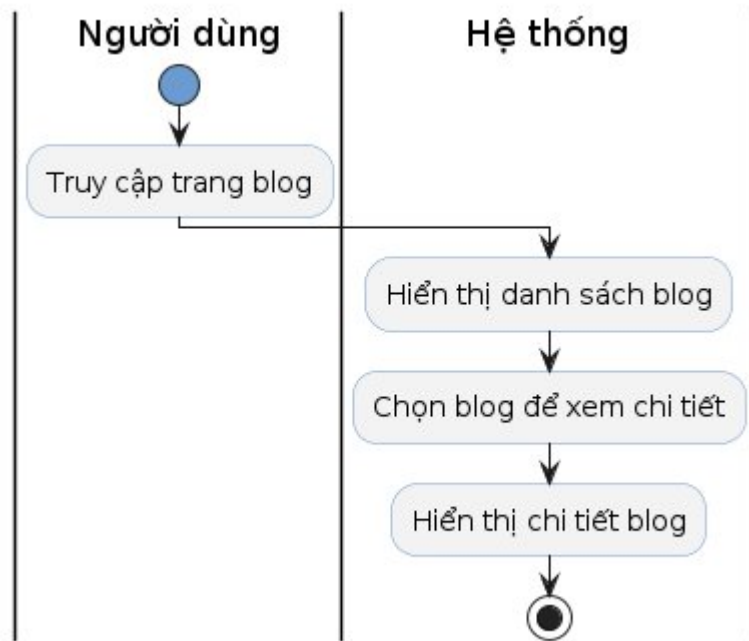 Người dùng
Hệ thống
Truy cập trang blog
Hiển thị danh sách blog
Chọn blog để xem chi tiết
Hiển thị chi tiết blog